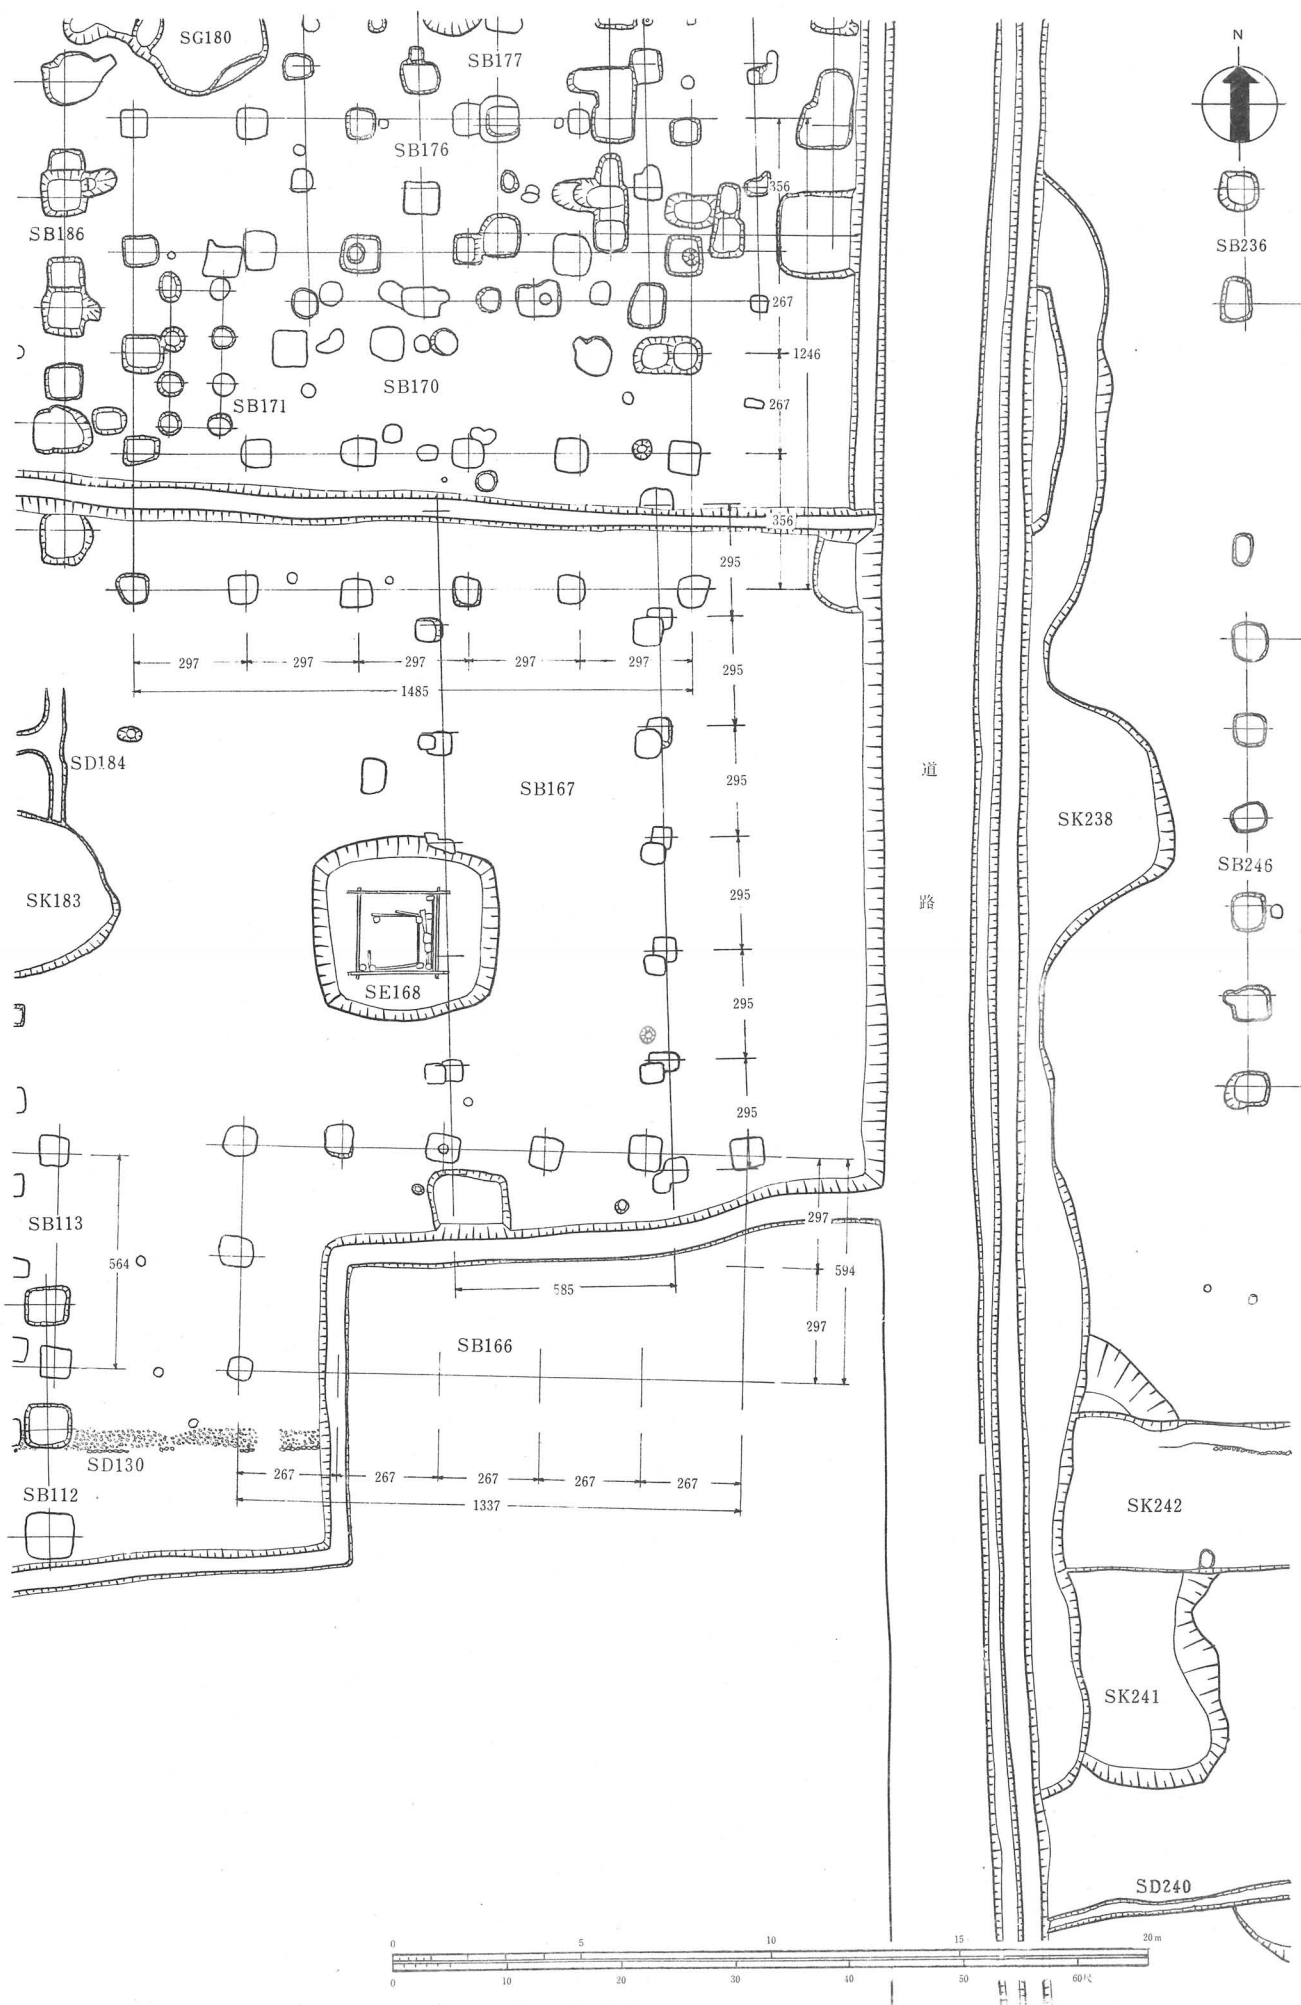 SG180
SB177
N
SB176
356
SB186
SB236
267
1246
SB170
267
SB171
356
295
297 297 297 297 297
295
1485
SD184
道
295
SB167
SK238
SB246
295
SK183
路
SE168
295
295
SB113
297
564
594
585
297
SB166
SD130
267 267 267 267 267
SB112
1337
SK242
SK241
SD240
0 5 10 15 20m
0 10 20 30 40 50 60尺